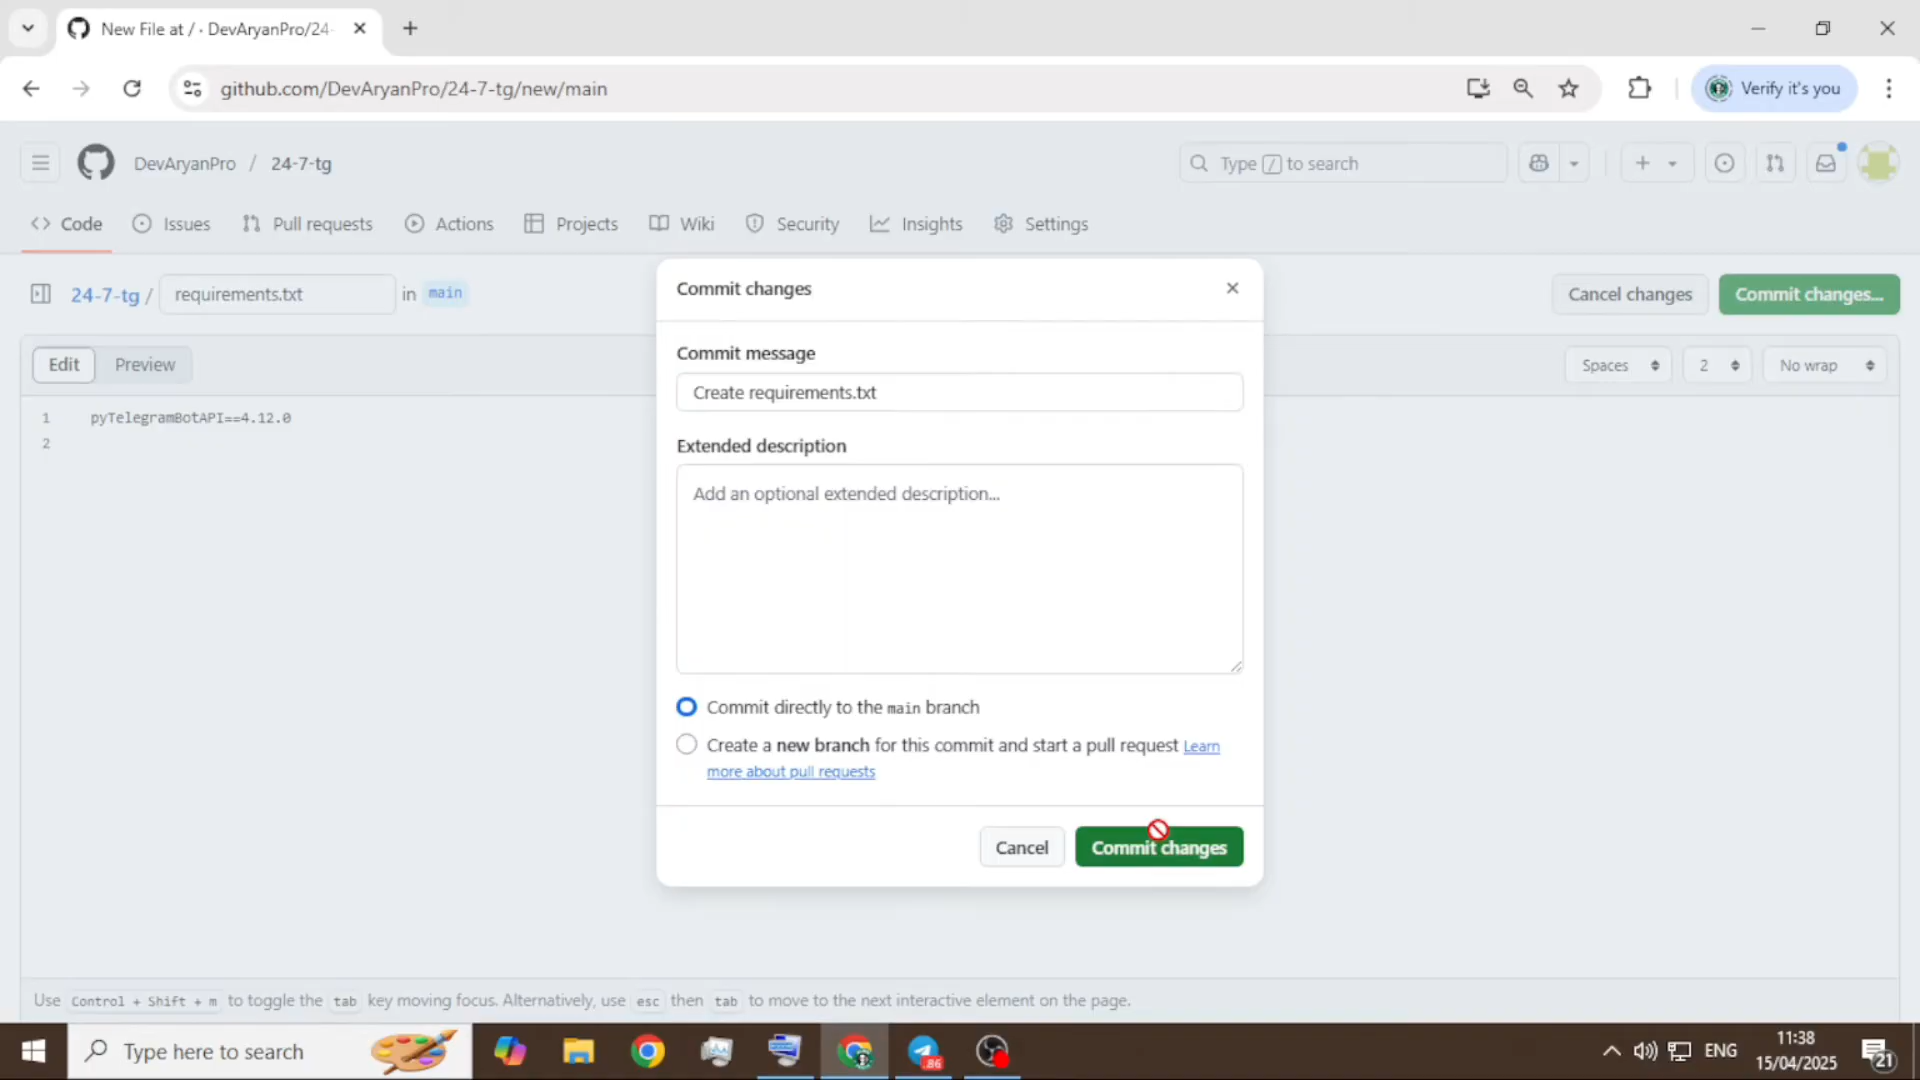 New File at / · DevAryanPro/24-
github.com/DevAryanPro/24-7-tg/new/main
Verify it's you
DevAryanPro / 24-7-tg
Type / to search
Code
Issues
Pull requests
Actions
Projects
Wiki
Security
Insights
Settings
24-7-tg / requirements.txt in main
Cancel changes
Commit changes...
Edit
Preview
Spaces
2
No wrap
1 pyTelegramBotAPI==4.12.0
2
Commit changes
Commit message
Create requirements.txt
Extended description
Add an optional extended description...
Commit directly to the main branch
Create a new branch for this commit and start a pull request Learn
more about pull requests
Cancel
Commit changes
Use Control + Shift + m to toggle the tab key moving focus. Alternatively, use esc then tab to move to the next interactive element on the page.
Type here to search
.86
ENG
11:38
15/04/2025
21